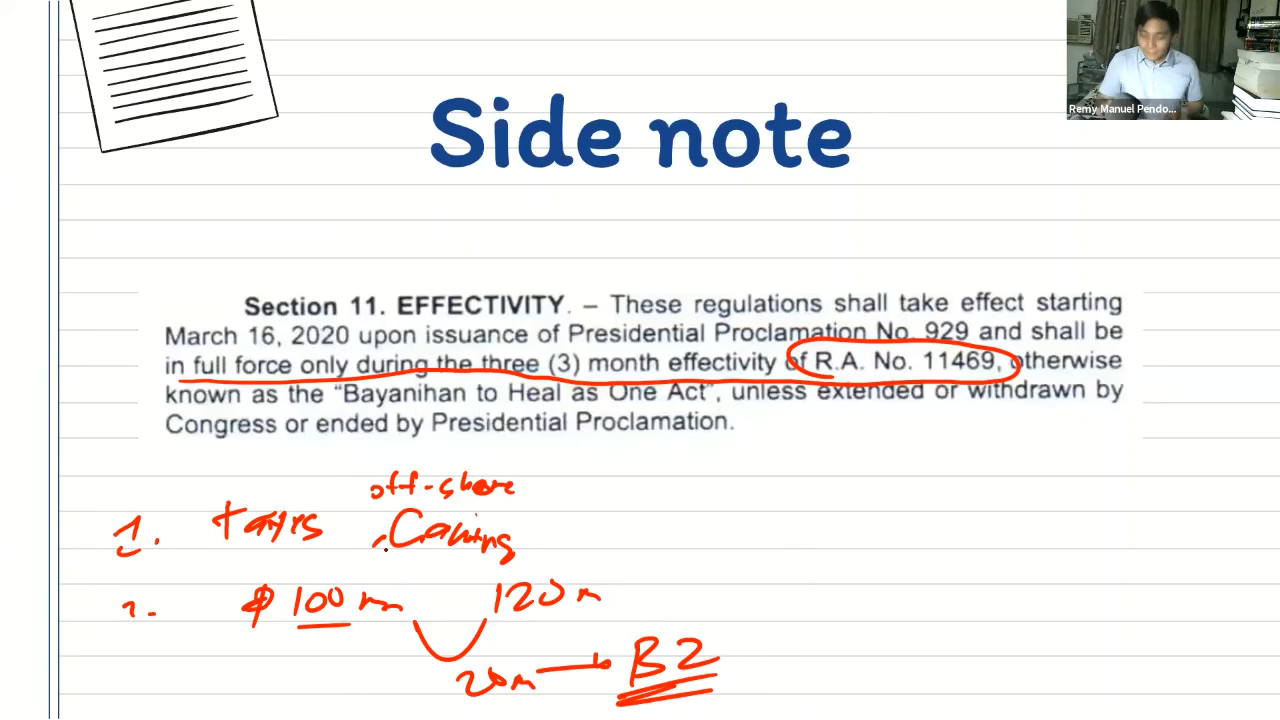 Remy Manuel Pendo...
Side note
Section 11. EFFECTIVITY. – These regulations shall take effect starting
March 16, 2020 upon issuance of Presidential Proclamation No. 929 and shall be
in full force only during the three (3) month effectivity of R.A. No. 11469, otherwise
known as the "Bayanihan to Heal as One Act", unless extended or withdrawn by
Congress or ended by Presidential Proclamation.
off-shore
1.
2. 100 m 120 m
20m B2